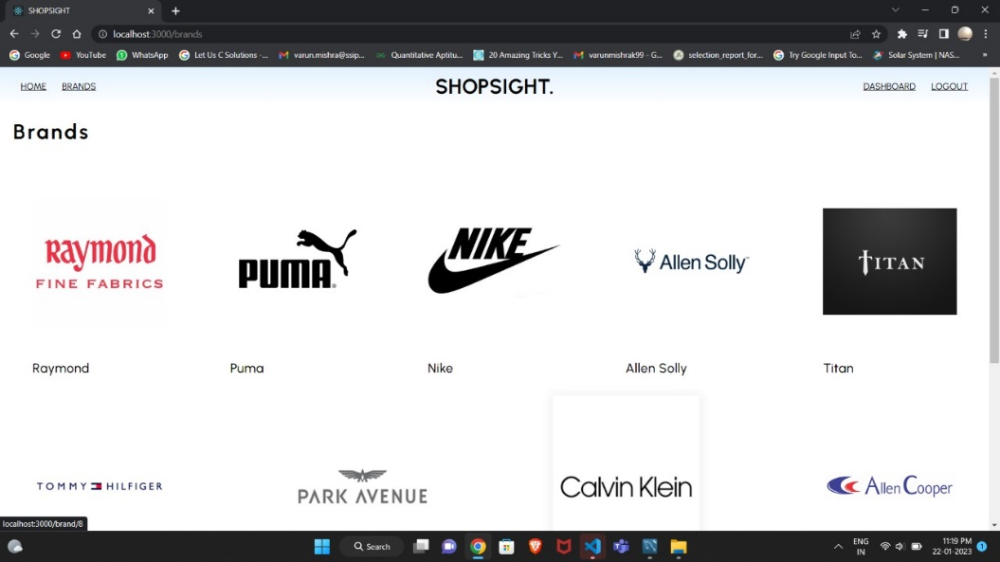 SHOPSIGHT
localhost:3000/brands
Google YouTube WhatsApp Let Us C Solutions -... varun.mishra@ssip... Quantitative Aptitu... 20 Amazing Tricks Y... varunmishrak99 - G... selection_report_for... Try Google Input To... Solar System | NAS...
HOME BRANDS SHOPSIGHT. DASHBOARD LOGOUT
Brands
Raymond
FINE FABRICS
PUMA
NIKE
Allen Solly
TITAN
Raymond Puma Nike Allen Solly Titan
TOMMY HILFIGER
PARK AVENUE
Calvin Klein
Allen Cooper
localhost:3000/brand/8
Search
ENG
IN
11:19 PM
22-01-2023
1